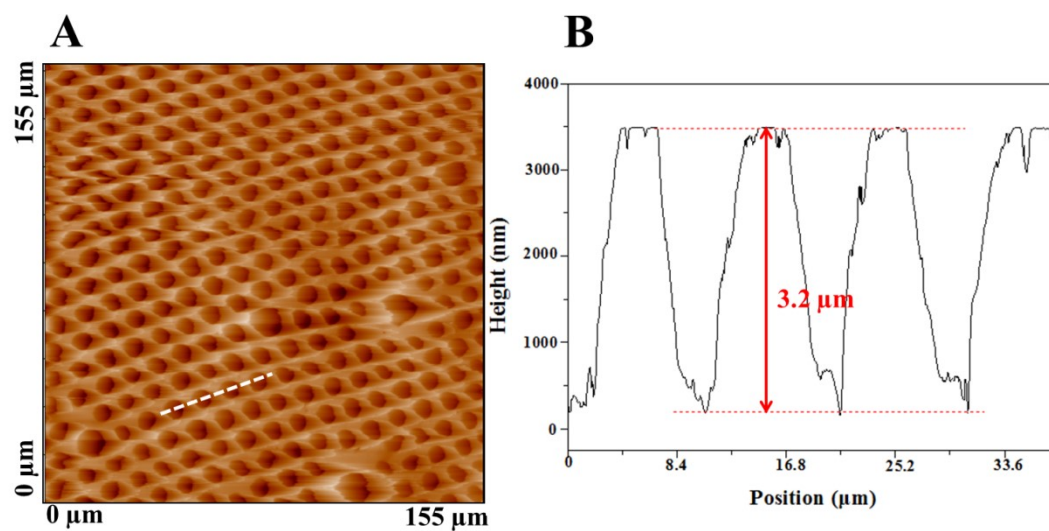 A
155 µm
0 µm
0 µm
155 µm
B
Height (nm)
4000
3000
2000
1000
0
3.2 µm
0
8.4
16.8
25.2
33.6
Position (µm)